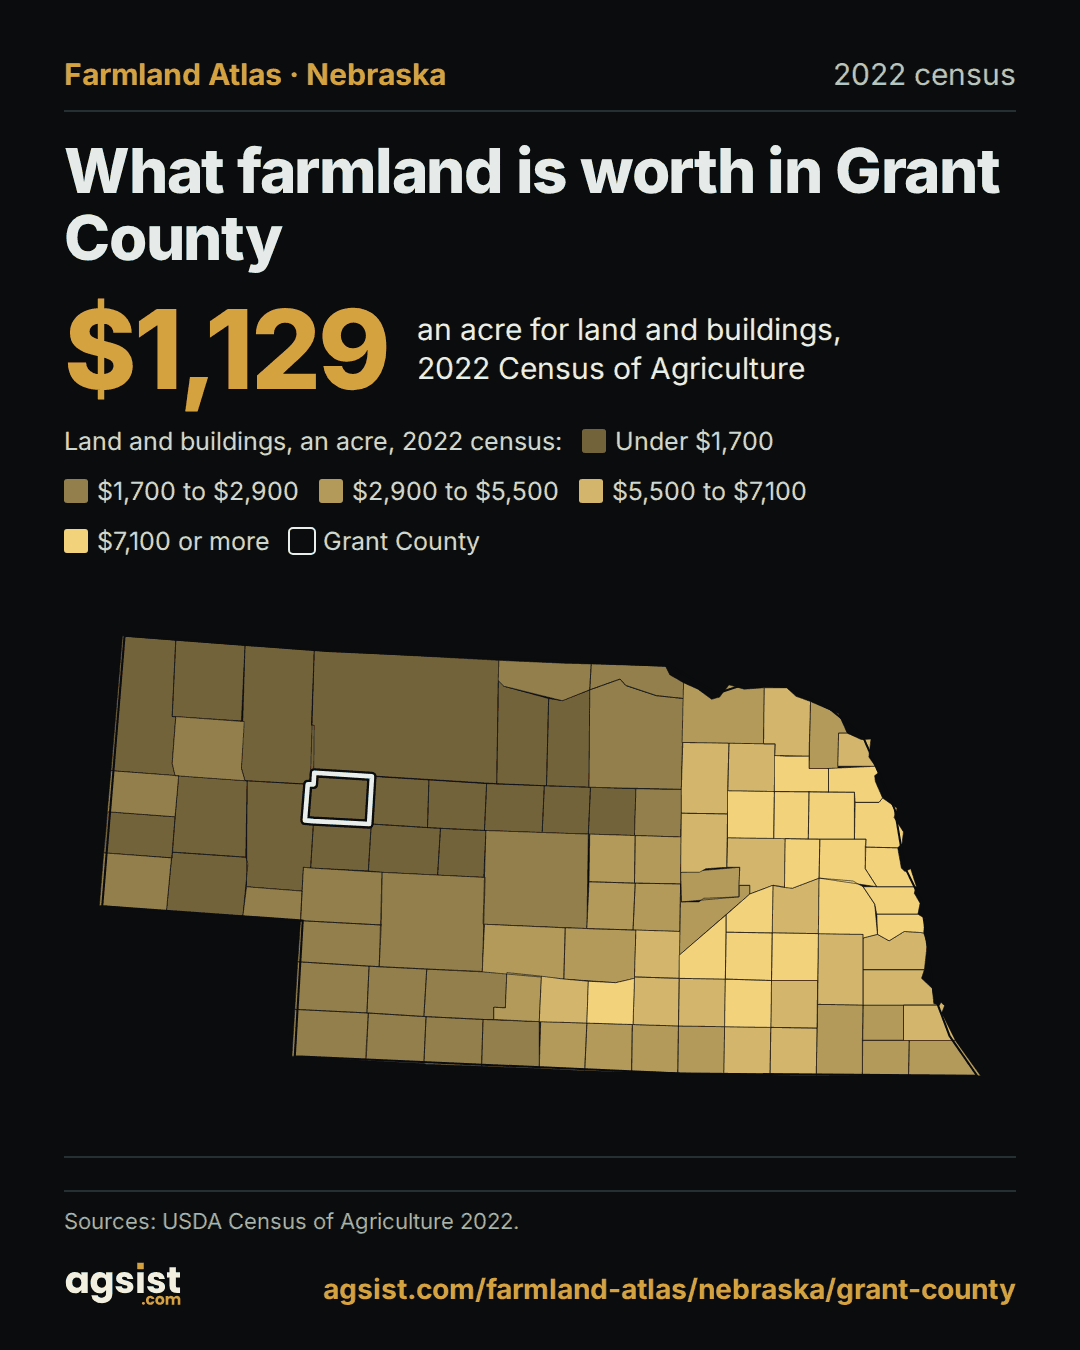 Farmland Atlas · Nebraska
2022 census
What farmland is worth in Grant
County
$1,129
an acre for land and buildings,
2022 Census of Agriculture
Land and buildings, an acre, 2022 census:
Under $1,700
$1,700 to $2,900
$2,900 to $5,500
$5,500 to $7,100
$7,100 or more
Grant County
Sources: USDA Census of Agriculture 2022.
agsist
.com
agsist.com/farmland-atlas/nebraska/grant-county